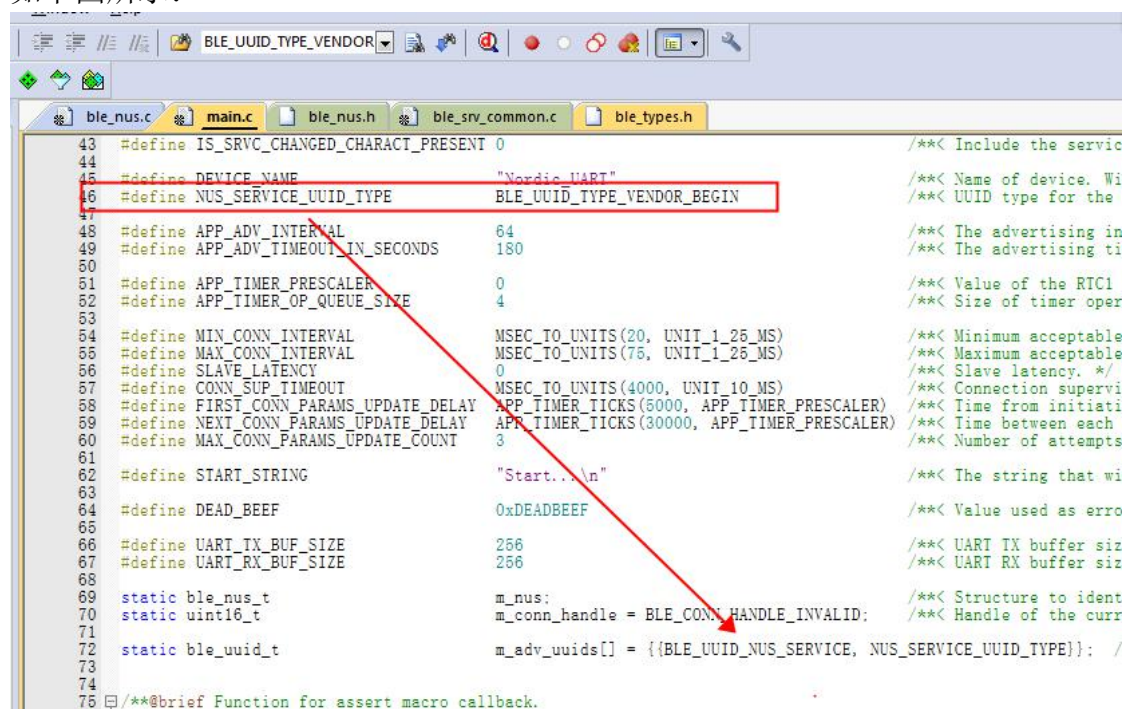 BLE_UUID_TYPE_VENDOR
ble_nus.c main.c ble_nus.h ble_srv_common.c ble_types.h
43 #define IS_SRVC_CHANGED_CHARACT_PRESENT 0 /**< Include the servic
44
45 #define DEVICE_NAME "Nordic_UART" /**< Name of device. Wi
46 #define NUS_SERVICE_UUID_TYPE BLE_UUID_TYPE_VENDOR_BEGIN /**< UUID type for the
47
48 #define APP_ADV_INTERVAL 64 /**< The advertising in
49 #define APP_ADV_TIMEOUT_IN_SECONDS 180 /**< The advertising ti
50
51 #define APP_TIMER_PRESCALER 0 /**< Value of the RTC1
52 #define APP_TIMER_OP_QUEUE_SIZE 4 /**< Size of timer oper
53
54 #define MIN_CONN_INTERVAL MSEC_TO_UNITS(20, UNIT_1_25_MS) /**< Minimum acceptable
55 #define MAX_CONN_INTERVAL MSEC_TO_UNITS(75, UNIT_1_25_MS) /**< Maximum acceptable
56 #define SLAVE_LATENCY 0 /**< Slave latency. */
57 #define CONN_SUP_TIMEOUT MSEC_TO_UNITS(4000, UNIT_10_MS) /**< Connection supervi
58 #define FIRST_CONN_PARAMS_UPDATE_DELAY APP_TIMER_TICKS(5000, APP_TIMER_PRESCALER) /**< Time from initiati
59 #define NEXT_CONN_PARAMS_UPDATE_DELAY APP_TIMER_TICKS(30000, APP_TIMER_PRESCALER) /**< Time between each
60 #define MAX_CONN_PARAMS_UPDATE_COUNT 3 /**< Number of attempts
61
62 #define START_STRING "Start...\n" /**< The string that wi
63
64 #define DEAD_BEEF 0xDEADBEEF /**< Value used as erro
65
66 #define UART_TX_BUF_SIZE 256 /**< UART TX buffer siz
67 #define UART_RX_BUF_SIZE 256 /**< UART RX buffer siz
68
69 static ble_nus_t m_nus; /**< Structure to ident
70 static uint16_t m_conn_handle = BLE_CONN_HANDLE_INVALID; /**< Handle of the curr
71
72 static ble_uuid_t m_adv_uuids[] = {{BLE_UUID_NUS_SERVICE, NUS_SERVICE_UUID_TYPE}}; /
73
74
75 /**@brief Function for assert macro callback.